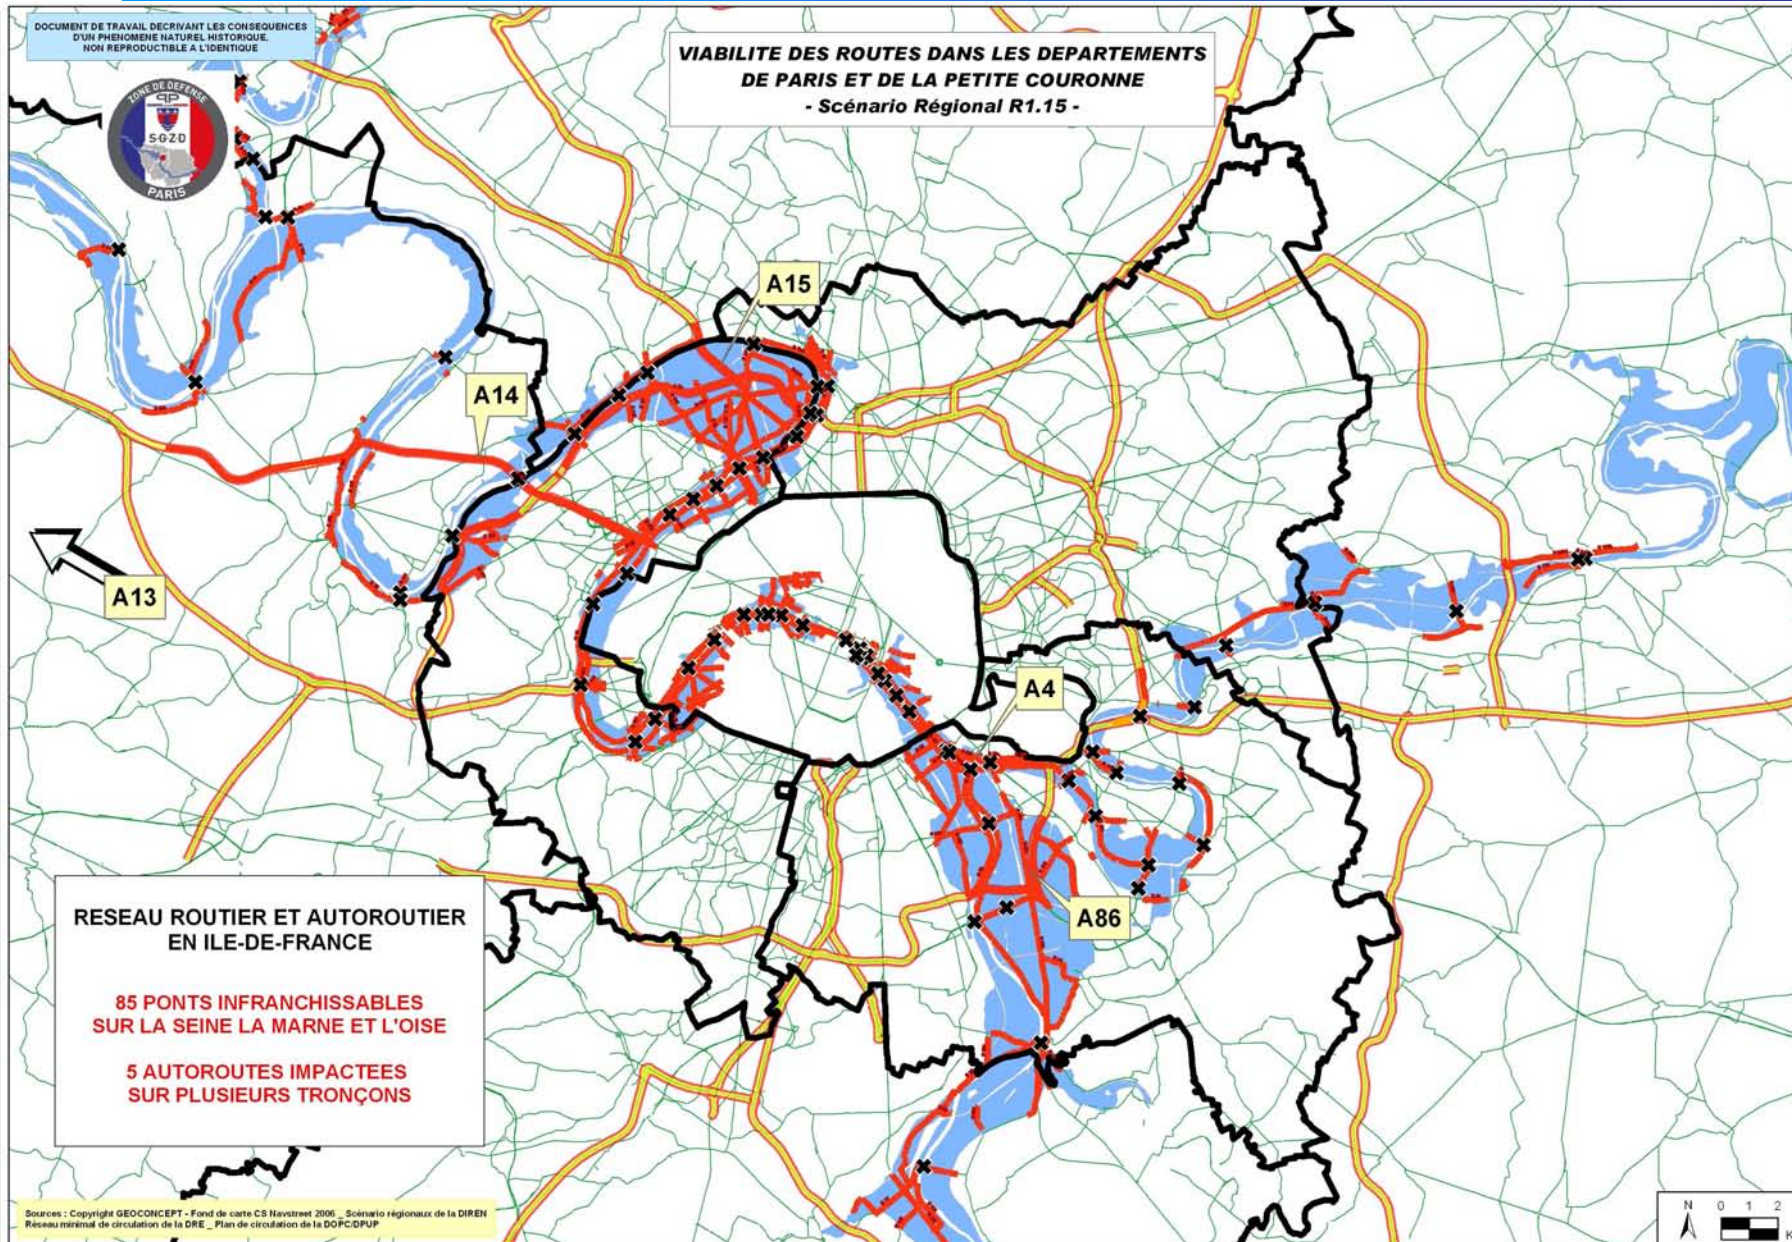 DOCUMENT DE TRAVAIL DECRIVANT LES CONSEQUENCES
D'UN PHENOMENE NATUREL HISTORIQUE,
NON REPRODUCTIBLE A L'IDENTIQUE
ZONE DE DEFENSE
S·G·Z·D
PARIS
VIABILITE DES ROUTES DANS LES DEPARTEMENTS
DE PARIS ET DE LA PETITE COURONNE
- Scénario Régional R1.15 -
A15
A14
A13
A4
A86
RESEAU ROUTIER ET AUTOROUTIER
EN ILE-DE-FRANCE
85 PONTS INFRANCHISSABLES
SUR LA SEINE LA MARNE ET L'OISE
5 AUTOROUTES IMPACTEES
SUR PLUSIEURS TRONÇONS
Sources : Copyright GEOCONCEPT - Fond de carte CS Navstreet 2006 _ Scénario régionaux de la DIREN
Réseau minimal de circulation de la DRE _ Plan de circulation de la DOPC/DPUP
N
0 1 2
K